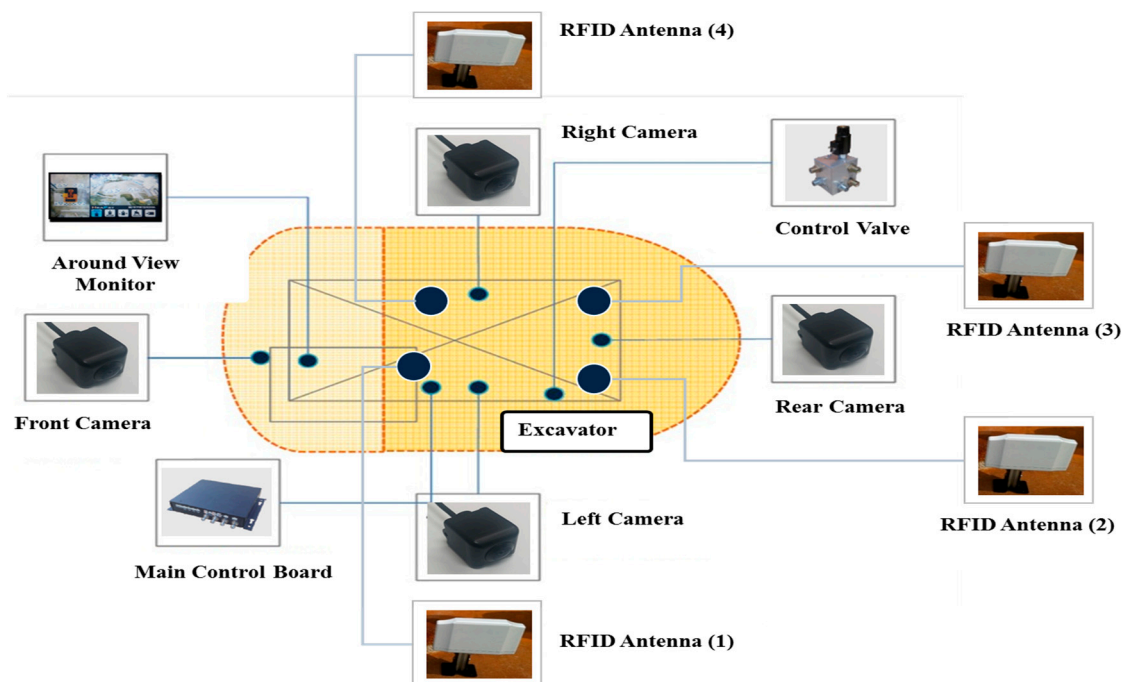 RFID Antenna (4)
Right Camera
Control Valve
Around View
Monitor
RFID Antenna (3)
Front Camera
Rear Camera
Excavator
Left Camera
RFID Antenna (2)
Main Control Board
RFID Antenna (1)